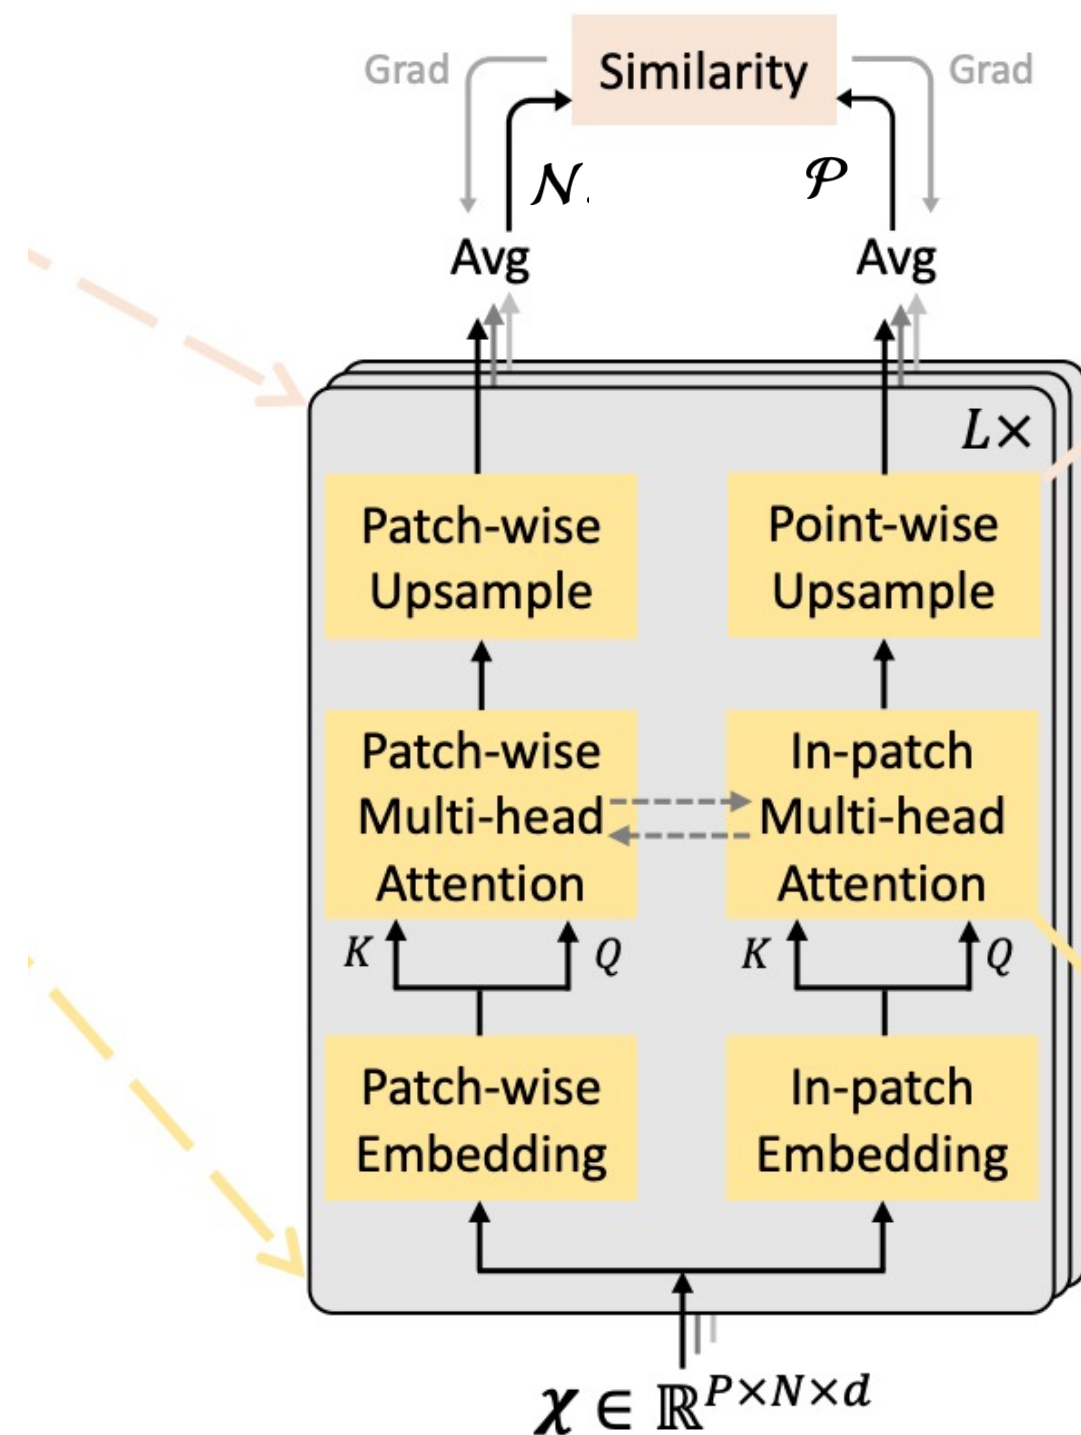 Grad Similarity Grad
𝒩. 𝒫
Avg Avg
L×
Patch-wise Point-wise
Upsample Upsample
Patch-wise In-patch
Multi-head Multi-head
Attention Attention
K Q K Q
Patch-wise In-patch
Embedding Embedding
𝝌 ∈ ℝ^{P×N×d}